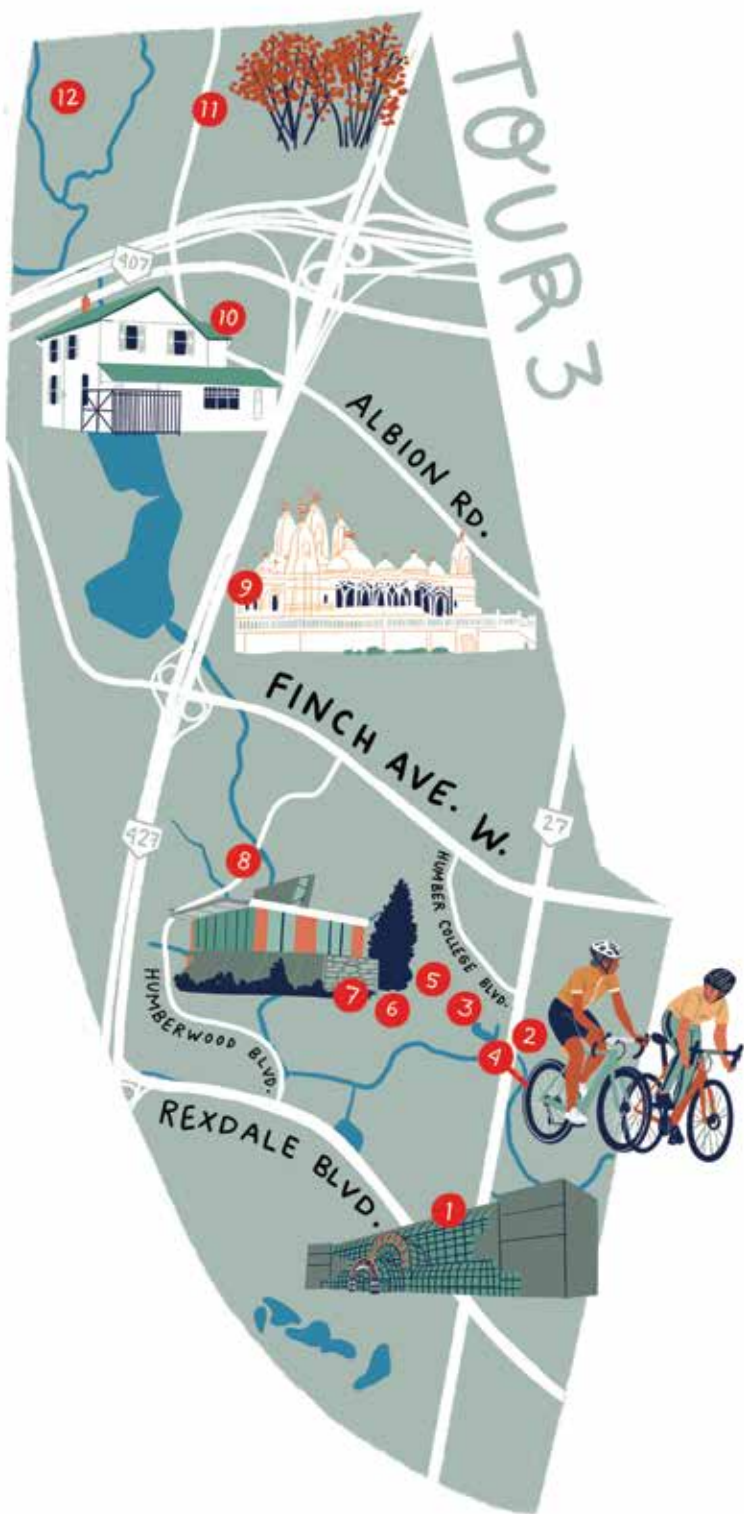 TOUR 3
12
11
407
10
ALBION RD.
9
FINCH AVE. W.
427
27
8
HUMBER COLLEGE BLVD.
5
7
6
3
2
4
HUMBERWOOD BLVD.
REXDALE BLVD.
1